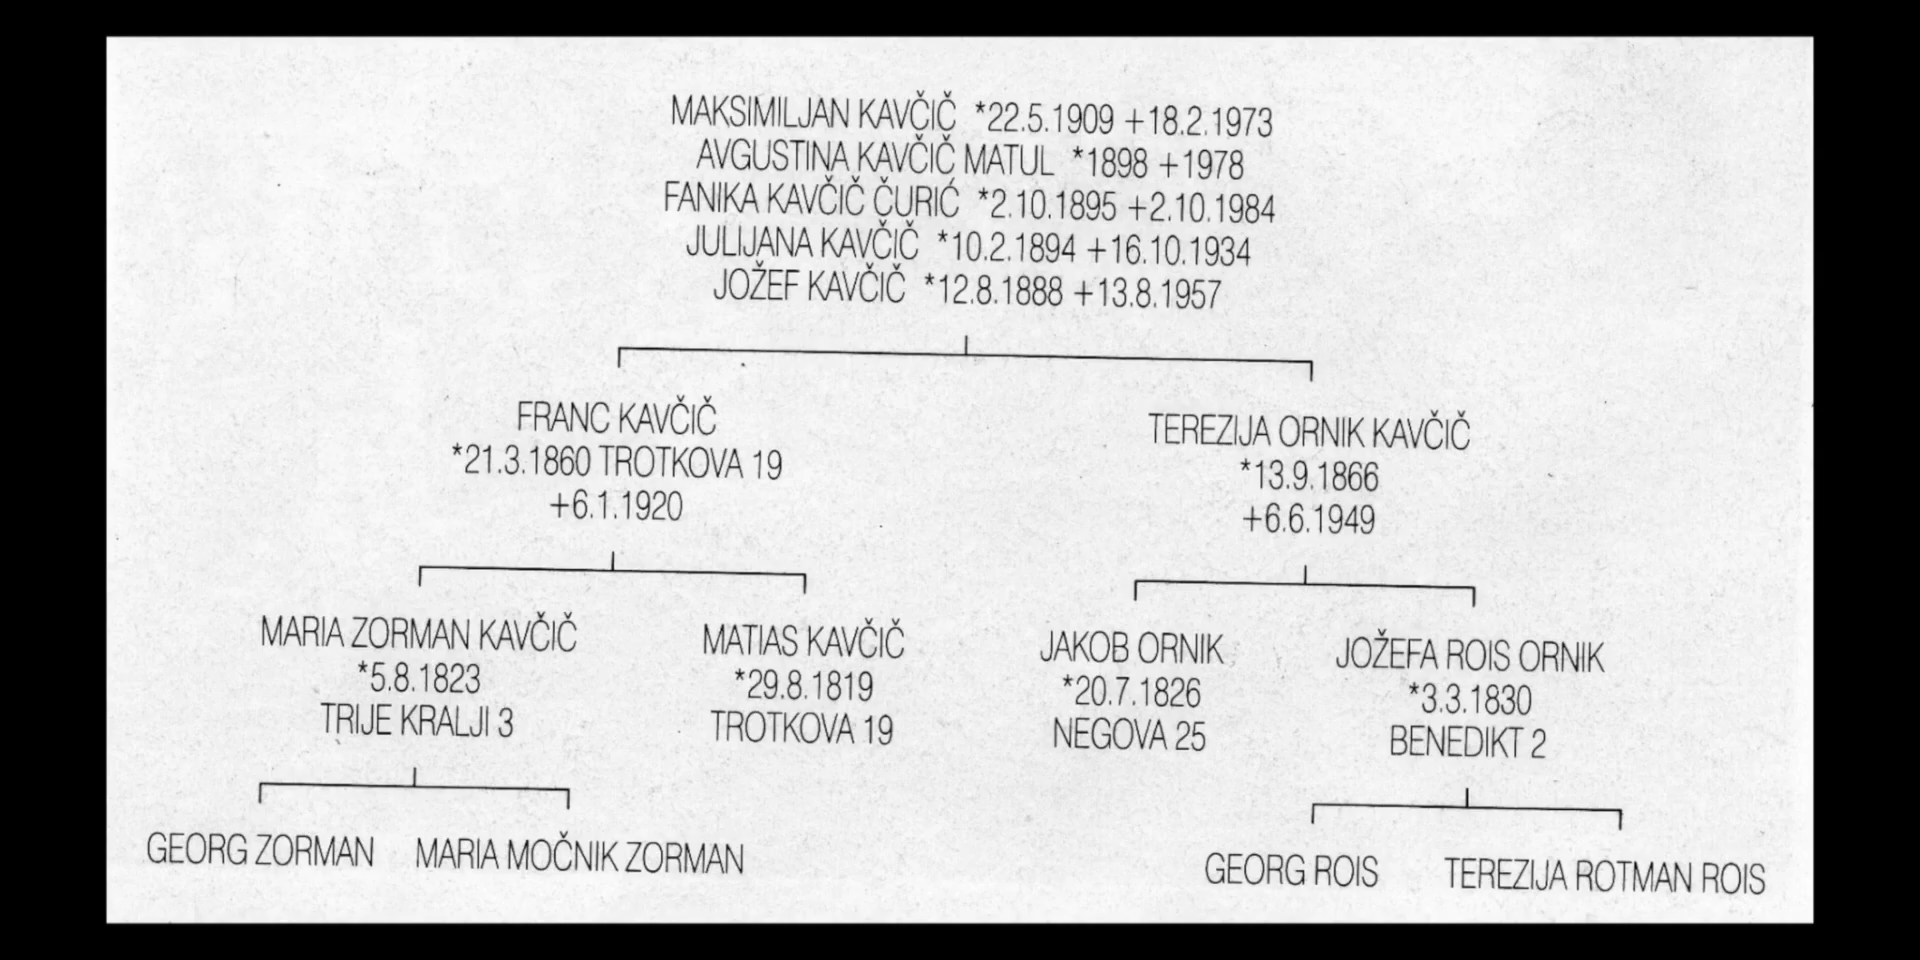 MAKSIMILJAN KAVČIČ *22.5.1909 +18.2.1973
AVGUSTINA KAVČIČ MATUL *1898 +1978
FANIKA KAVČIČ ČURIĆ *2.10.1895 +2.10.1984
JULIJANA KAVČIČ *10.2.1894 +16.10.1934
JOŽEF KAVČIČ *12.8.1888 +13.8.1957
FRANC KAVČIČ
*21.3.1860 TROTKOVA 19
+6.1.1920
TEREZIJA ORNIK KAVČIČ
*13.9.1866
+6.6.1949
MARIA ZORMAN KAVČIČ
*5.8.1823
TRIJE KRALJI 3
MATIAS KAVČIČ
*29.8.1819
TROTKOVA 19
JAKOB ORNIK
*20.7.1826
NEGOVA 25
JOŽEFA ROIS ORNIK
*3.3.1830
BENEDIKT 2
GEORG ZORMAN
MARIA MOČNIK ZORMAN
GEORG ROIS
TEREZIJA ROTMAN ROIS